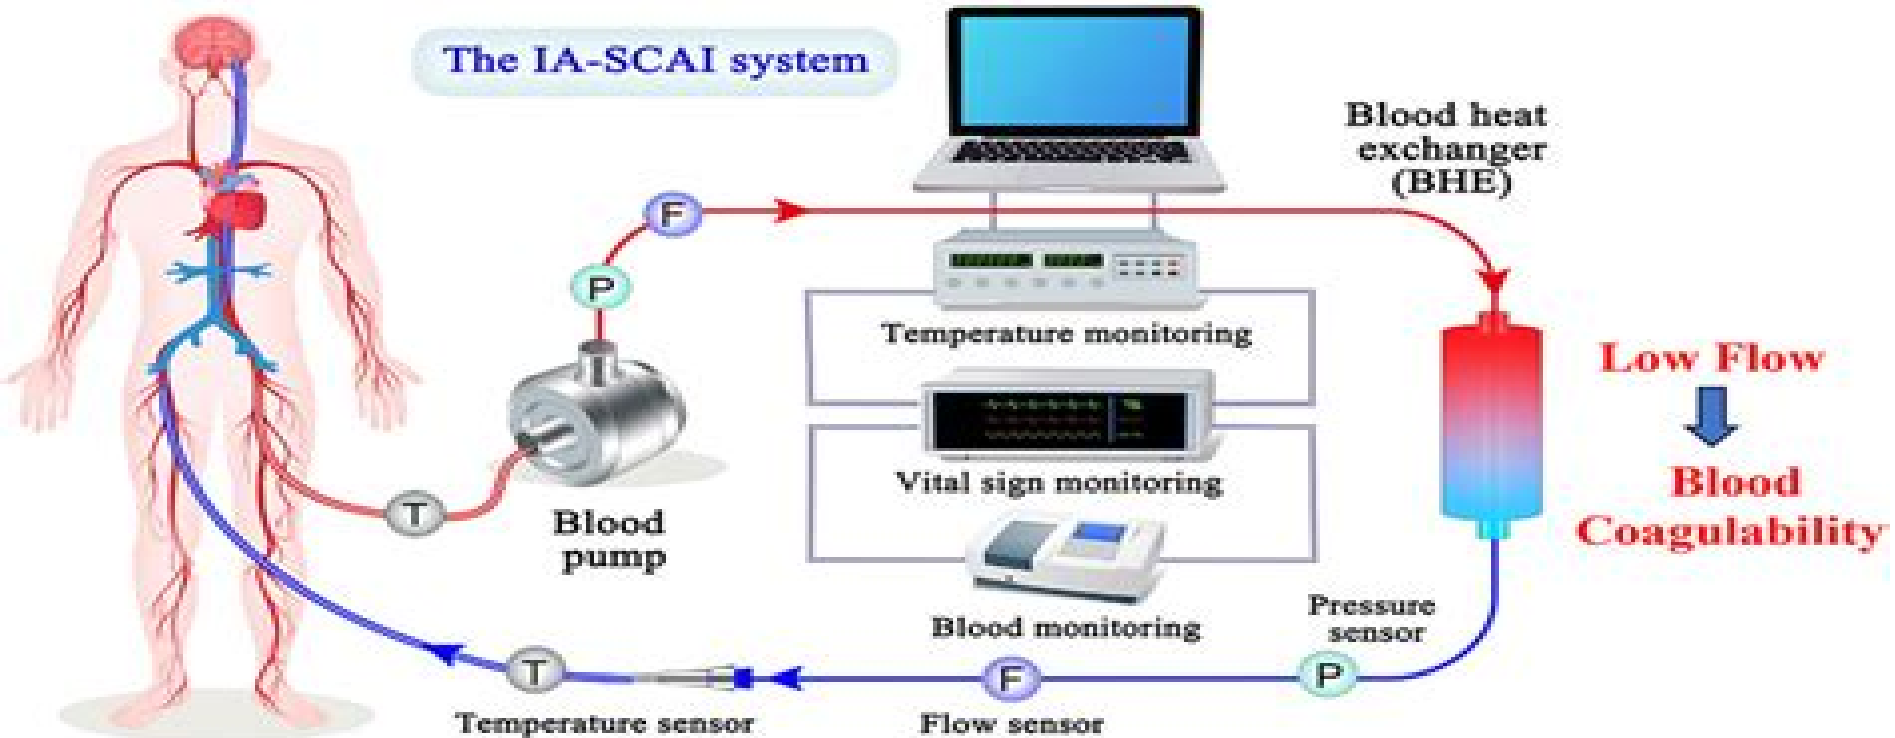 The IA-SCAI system
Blood heat
exchanger
(BHE)
F
P
Temperature monitoring
Low Flow
Vital sign monitoring
Blood
Coagulability
T
Blood
pump
Pressure
sensor
Blood monitoring
T
F
P
Temperature sensor
Flow sensor